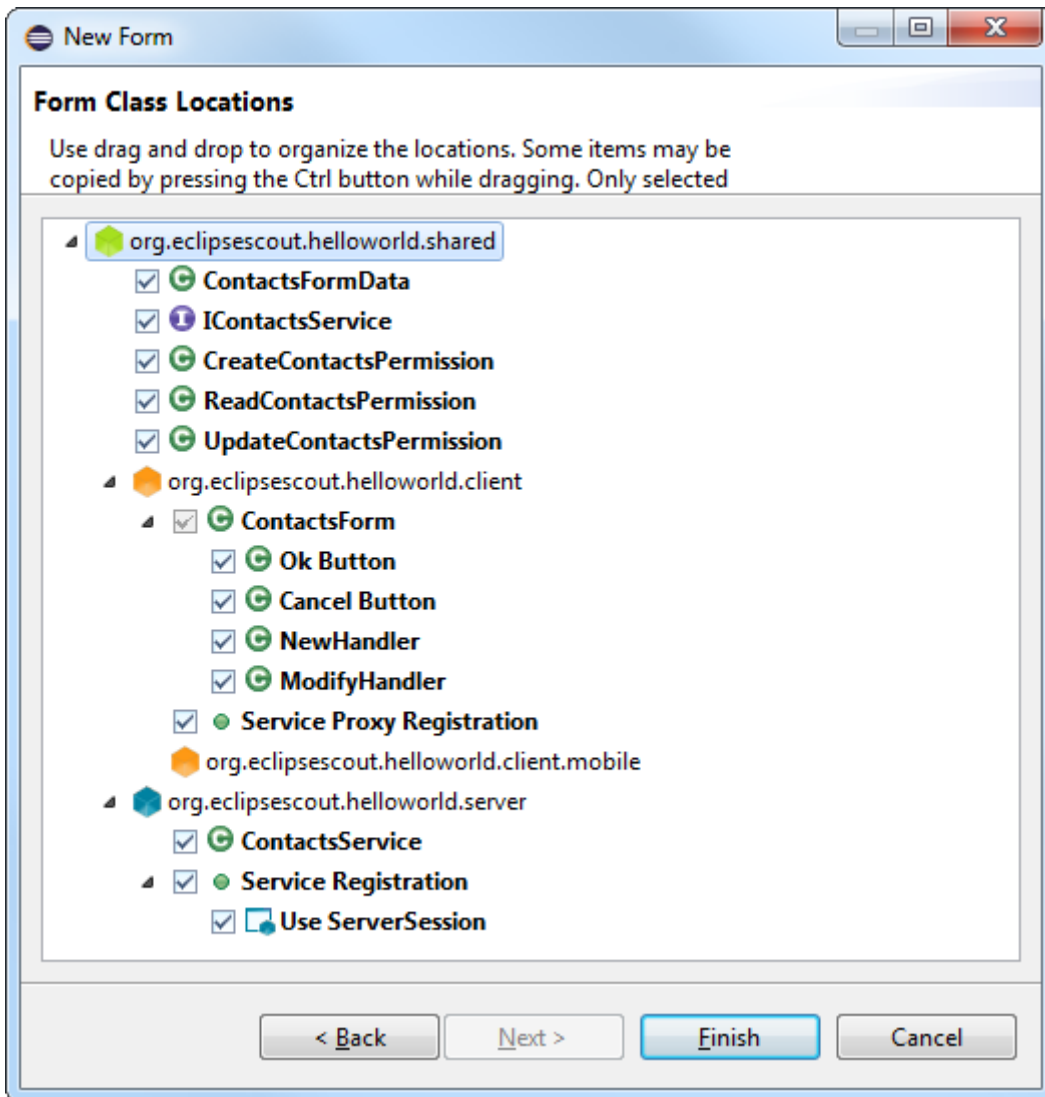 New Form
Form Class Locations
Use drag and drop to organize the locations. Some items may be
copied by pressing the Ctrl button while dragging. Only selected
org.eclipsescout.helloworld.shared
ContactsFormData
IContactsService
CreateContactsPermission
ReadContactsPermission
UpdateContactsPermission
org.eclipsescout.helloworld.client
ContactsForm
Ok Button
Cancel Button
NewHandler
ModifyHandler
Service Proxy Registration
org.eclipsescout.helloworld.client.mobile
org.eclipsescout.helloworld.server
ContactsService
Service Registration
Use ServerSession
< Back Next > Finish Cancel